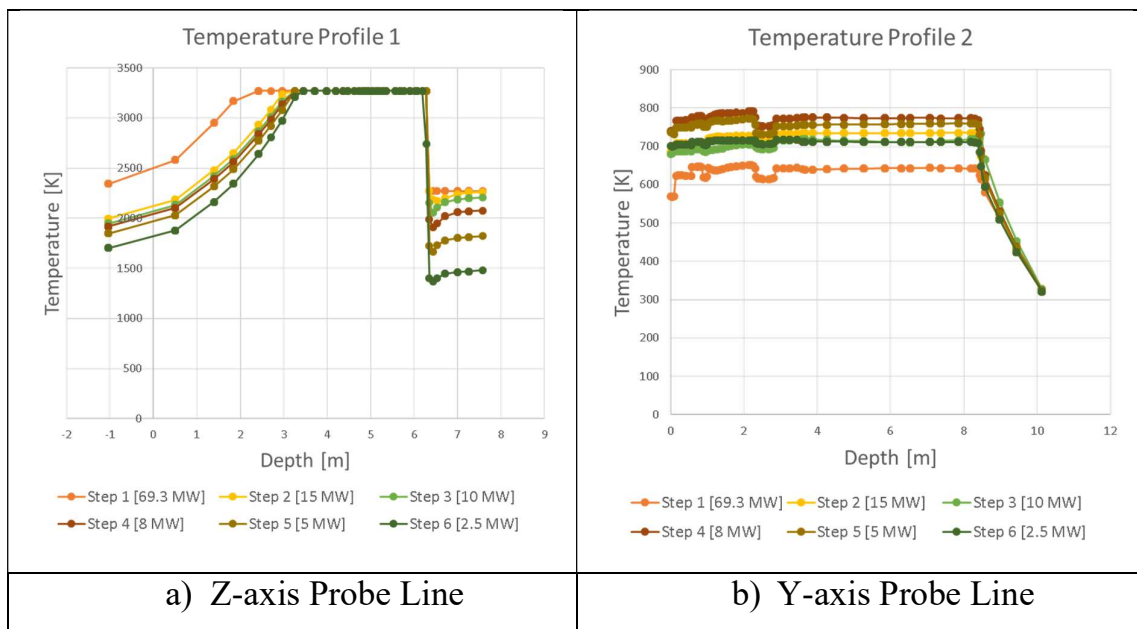 Temperature Profile 1
Temperature [K]
3500
3000
2500
2000
1500
1000
500
0
-2 -1 0 1 2 3 4 5 6 7 8 9
Depth [m]
Step 1 [69.3 MW] Step 2 [15 MW] Step 3 [10 MW]
Step 4 [8 MW] Step 5 [5 MW] Step 6 [2.5 MW]
a) Z-axis Probe Line
Temperature Profile 2
Temperature [K]
900
800
700
600
500
400
300
200
100
0
0 2 4 6 8 10 12
Depth [m]
Step 1 [69.3 MW] Step 2 [15 MW] Step 3 [10 MW]
Step 4 [8 MW] Step 5 [5 MW] Step 6 [2.5 MW]
b) Y-axis Probe Line